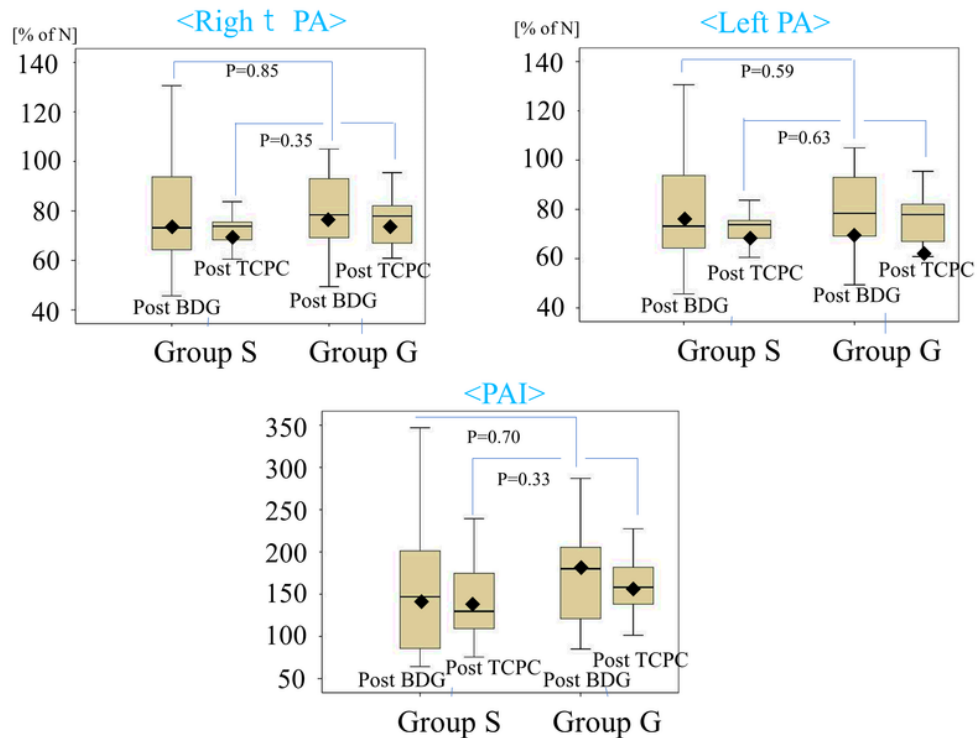 <Righ t PA>
[% of N]
140
120
100
80
60
40
P=0.85
P=0.35
Post TCPC
Post TCPC
Post BDG
Post BDG
Group S
Group G
<Left PA>
[% of N]
140
120
100
80
60
40
P=0.59
P=0.63
Post TCPC
Post TCPC
Post BDG
Post BDG
Group S
Group G
<PAI>
350
300
250
200
150
100
50
P=0.70
P=0.33
Post BDG
Post TCPC
Post BDG
Post TCPC
Group S
Group G